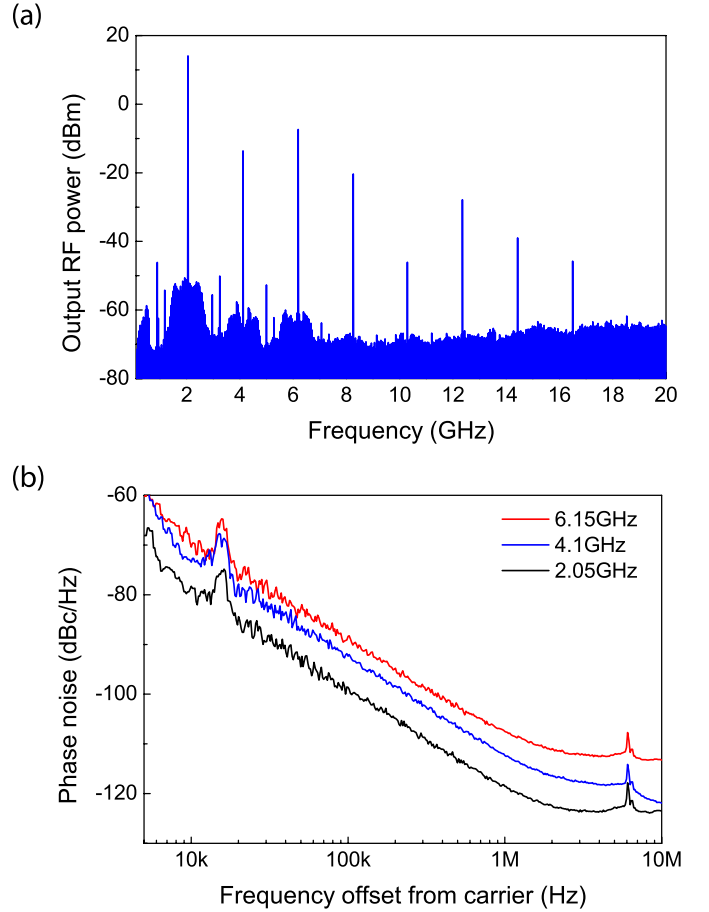 (a)
20
0
-20
-40
-60
-80
Output RF power (dBm)
2 4 6 8 10 12 14 16 18 20
Frequency (GHz)
(b)
-60
-80
-100
-120
Phase noise (dBc/Hz)
6.15GHz
4.1GHz
2.05GHz
10k 100k 1M 10M
Frequency offset from carrier (Hz)